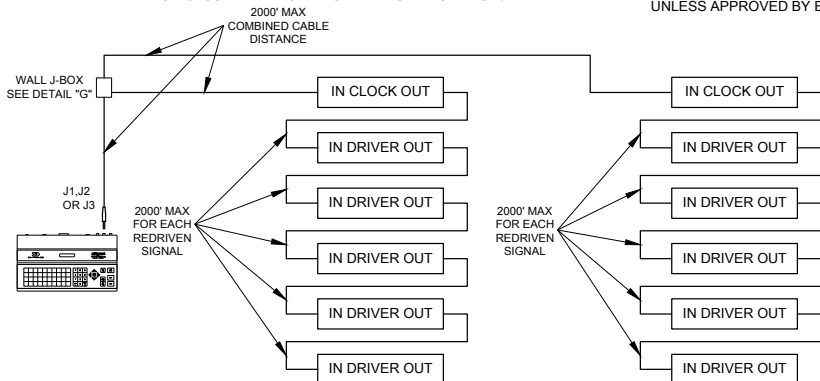 2000' MAX
COMBINED CABLE
DISTANCE
UNLESS APPROVED BY
WALL J-BOX
SEE DETAIL "G"
IN CLOCK OUT
IN CLOCK OUT
IN DRIVER OUT
IN DRIVER OUT
J1,J2
OR J3
IN DRIVER OUT
IN DRIVER OUT
2000' MAX
FOR EACH
REDRIVEN
SIGNAL
2000' MAX
FOR EACH
REDRIVEN
SIGNAL
IN DRIVER OUT
IN DRIVER OUT
IN DRIVER OUT
IN DRIVER OUT
IN DRIVER OUT
IN DRIVER OUT